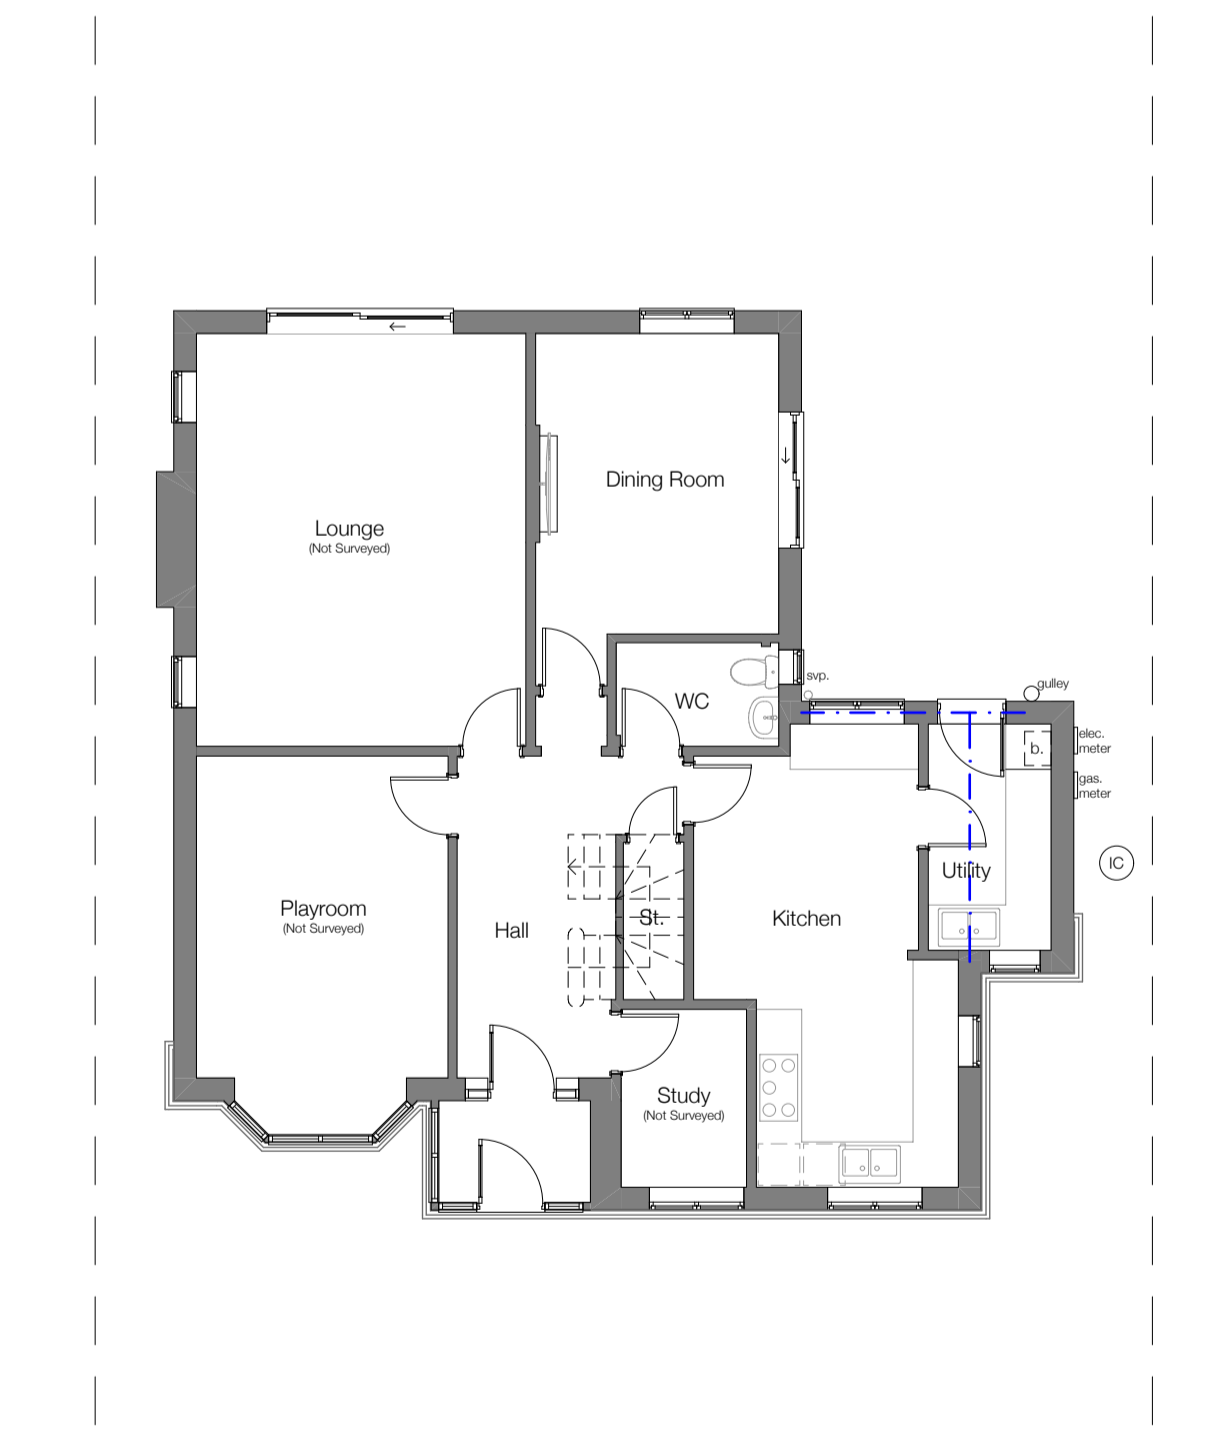 Dining Room
Lounge
(Not Surveyed)
svp.
WC
gulley
elec.
meter
b.
gas.
meter
IC
Utility
Playroom
(Not Surveyed)
Hall
St.
Kitchen
Study
(Not Surveyed)